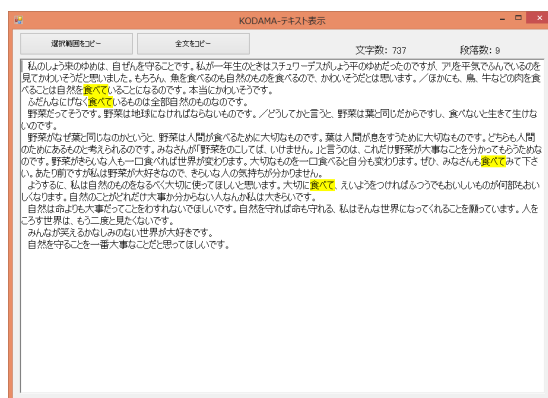 KODAMA-テキスト表示
選択範囲をコピー
全文をコピー
文字数: 737
段落数: 9
私のしょう来のゆめは、自ぜんを守ることです。私が一年生のときはスチュワーデスがしょう平のゆめだったのですが、アリを平気でふんでいるのを
見てかわいそうだと思いました。もちろん、魚を食べるのも自然のものを食べるので、かわいそうだとは思います。／ほかにも、鳥、牛などの肉を食
べることは自然を食べていることになるのです。本当にかわいそうです。
ふだんなにげなく食べているものは全部自然のものなのです。
野菜だってそうです。野菜は地球になければならないものです。／どうしてかと言うと、野菜は葉と同じだからですし、食べないと生きて生けな
いのです。
野菜がなぜ葉と同じなのかというと、野菜は人間が食べるために大切なものです。葉は人間が息をすうために大切なものです。どちらも人間
のためにあるものと考えられるのです。みなさんが「野菜をのこしては、いけません。」と言うのは、これだけ野菜が大事なことを分かってもらうためな
のです。野菜がきらいな人も一口食べれば世界が変わります。大切なものを一口食べると自分も変わります。ぜひ、みなさんも食べてみて下さ
い。あたり前ですが私は野菜が大好きなので、きらいな人の気持ちが分かりません。
ようするに、私は自然のものをなるべく大切に使ってほしいと思います。大切に食べて、えいようをつければふつうでもおいしいものが何部もおい
しくなります。自然のことがどれだけ大事か分からない人なんか私は大きらいです。
自然は命よりも大事だってことをわすれないでほしいです。自然を守れば命も守れる、私はそんな世界になってくれることを願っています。人を
ころす世界は、もう二度と見たくないです。
みんなが笑えるかなしみのない世界が大好きです。
自然を守ることを一番大事なことだと思ってほしいです。